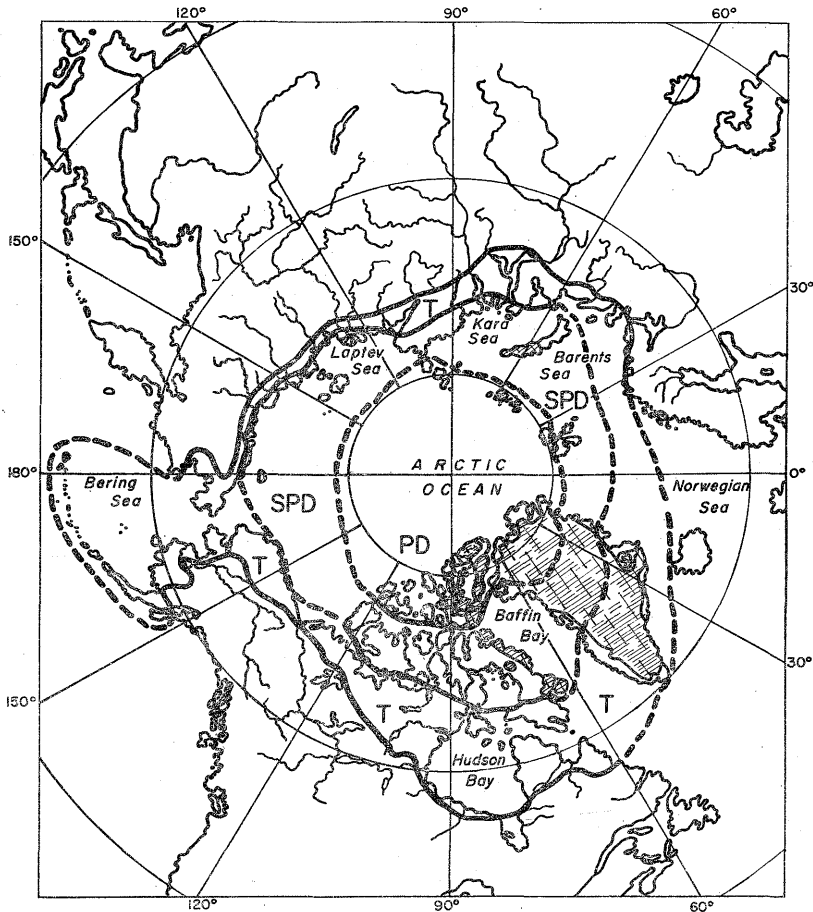 120°
90°
60°
150°
30°
T
Kara
Sea
Laptev
Sea
Barents
Sea
SPD
180°
Bering
Sea
ARCTIC
OCEAN
0°
Norwegian
Sea
SPD
PD
T
Baffin
Bay
150°
30°
T
T
Hudson
Bay
120°
90°
60°